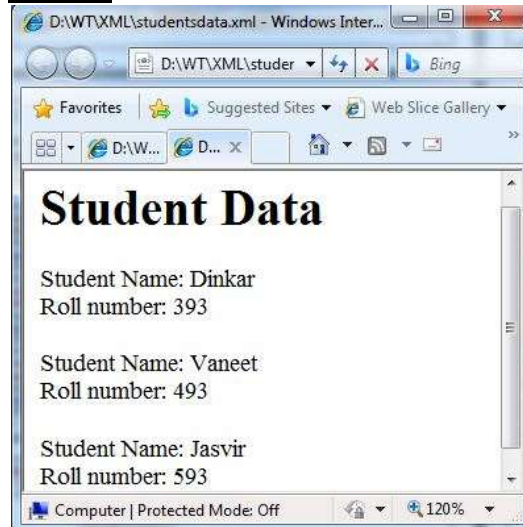 D:\WT\XML\studentsdata.xml - Windows Inter...
D:\WT\XML\studer
Bing
Favorites
Suggested Sites
Web Slice Gallery
D:\W...
D...
Student Data
Student Name: Dinkar
Roll number: 393
Student Name: Vaneet
Roll number: 493
Student Name: Jasvir
Roll number: 593
Computer | Protected Mode: Off
120%